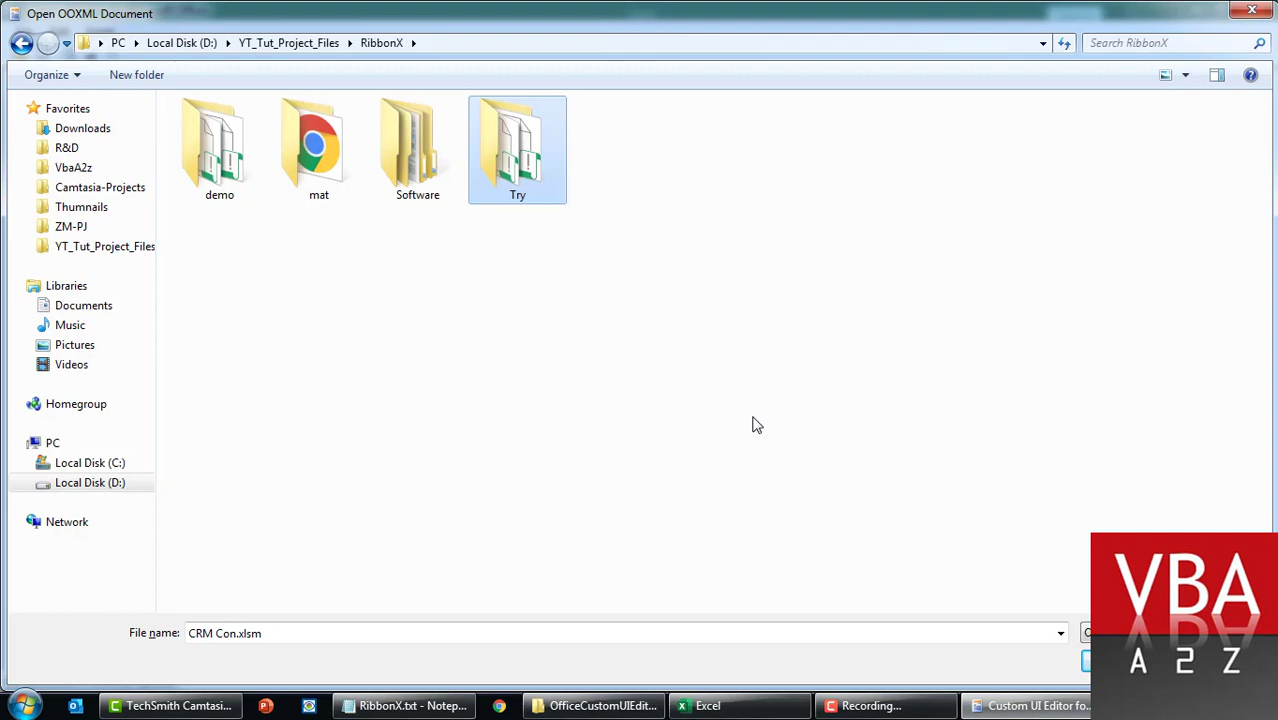 Open OOXML Document
PC
Local Disk (D:)
YT_Tut_Project_Files
RibbonX
Search RibbonX
Organize
New folder
Favorites
Downloads
R&D
VbaA2z
Camtasia-Projects
Thumnails
ZM-PJ
YT_Tut_Project_Files
Libraries
Documents
Music
Pictures
Videos
Homegroup
PC
Local Disk (C:)
Local Disk (D:)
Network
demo
mat
Software
Try
File name:
CRM Con.xlsm
VBA
A 2 Z
TechSmith Camtasi...
RibbonX.txt - Notep...
OfficeCustomUIEdit...
Excel
Recording...
Custom UI Editor fo...